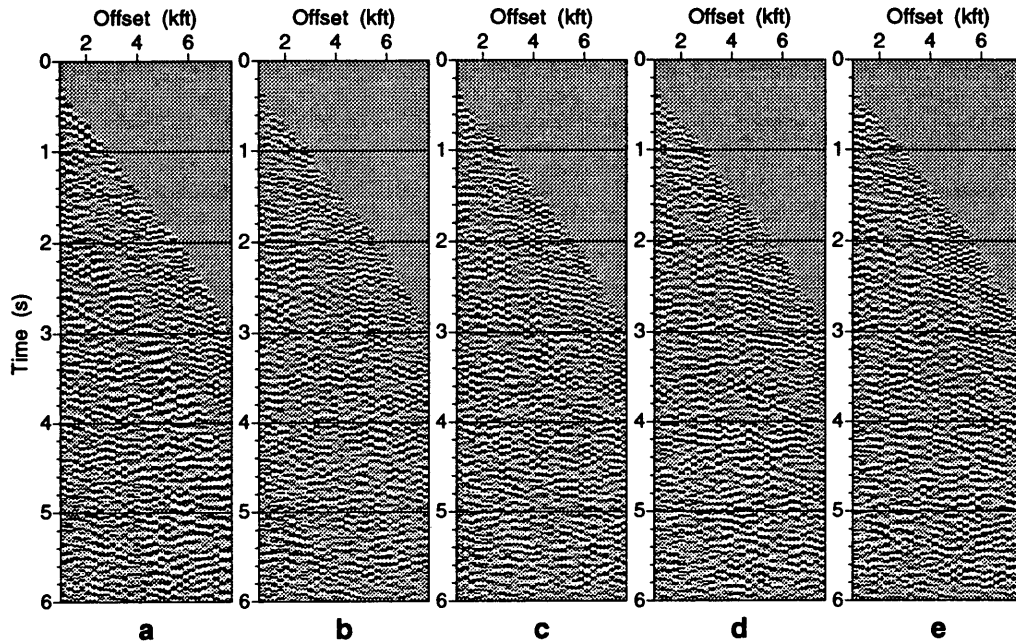 Offset (kft) Offset (kft) Offset (kft) Offset (kft) Offset (kft)
2 4 6 2 4 6 2 4 6 2 4 6 2 4 6
0 0 0 0 0
1 1 1 1 1
2 2 2 2 2
3 3 3 3 3
Time (s)
4 4 4 4 4
5 5 5 5 5
6 6 6 6 6
a b c d e